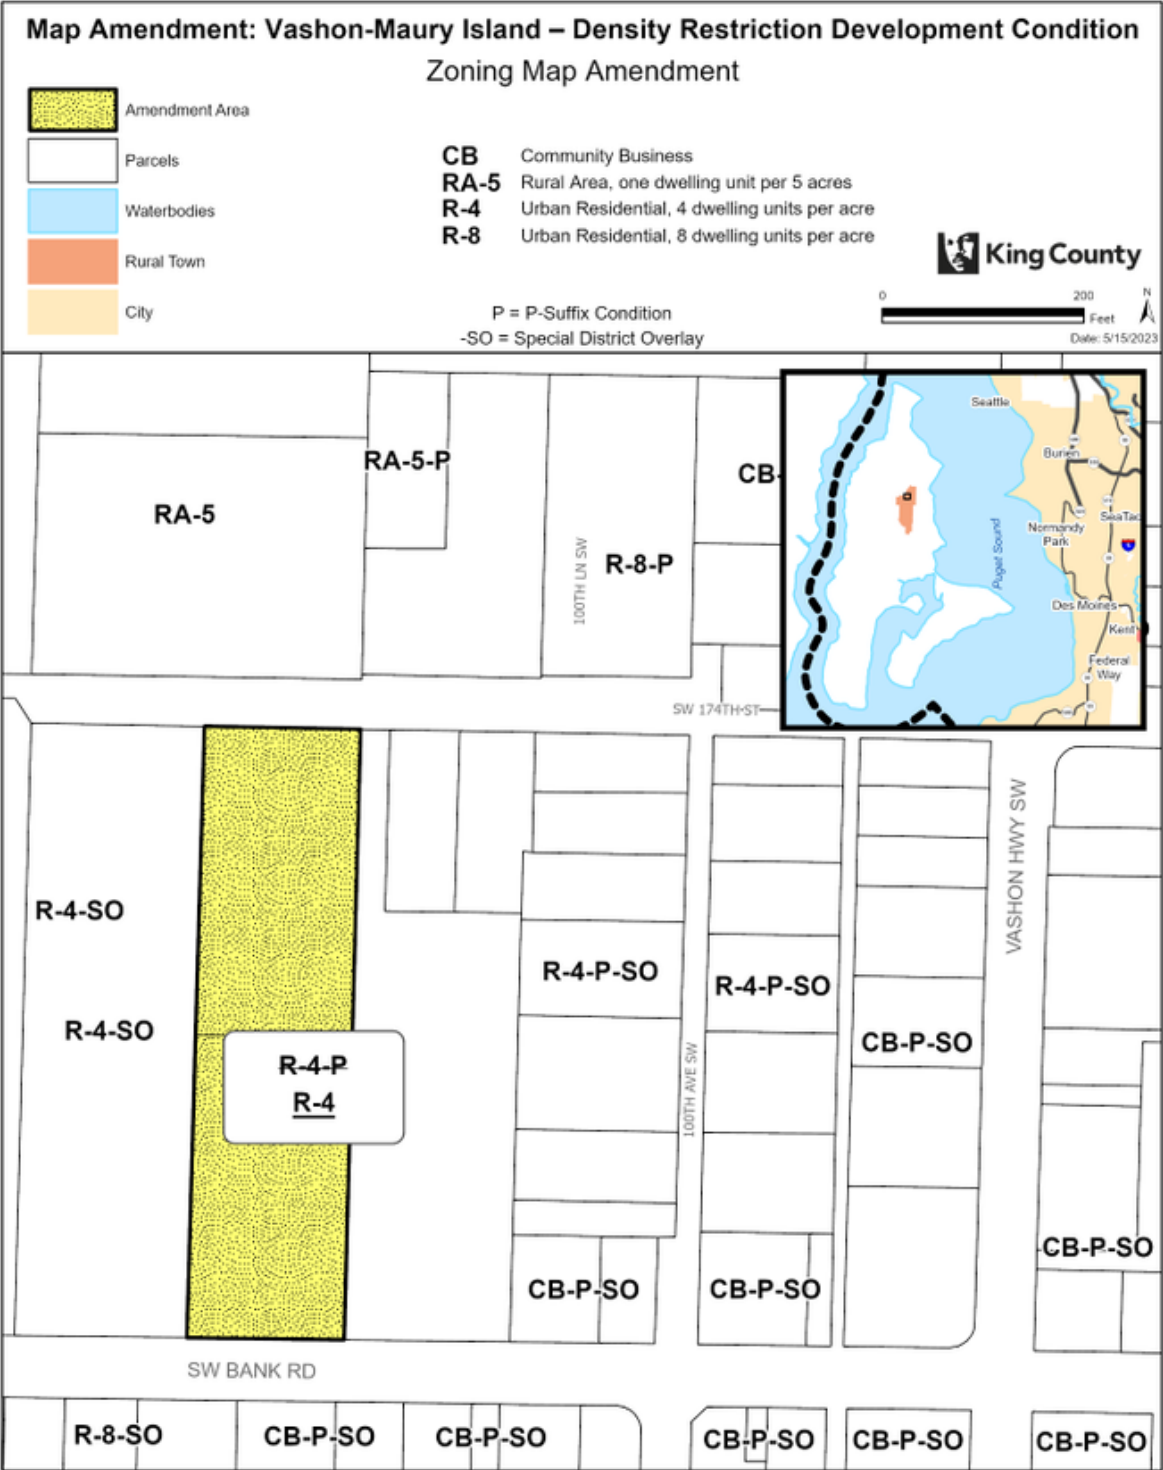 Map Amendment: Vashon-Maury Island – Density Restriction Development Condition
Zoning Map Amendment
Amendment Area
Parcels
Waterbodies
Rural Town
City
CB Community Business
RA-5 Rural Area, one dwelling unit per 5 acres
R-4 Urban Residential, 4 dwelling units per acre
R-8 Urban Residential, 8 dwelling units per acre
P = P-Suffix Condition
-SO = Special District Overlay
King County
0 200
Feet
N
Date: 5/15/2023
Seattle
Burien
SeaTac
Normandy
Park
Puget Sound
Des Moines
Kent
Federal
Way
RA-5-P
RA-5
CB-
100TH LN SW
R-8-P
SW 174TH ST
VASHON HWY SW
R-4-SO
R-4-P-SO
R-4-P-SO
R-4-SO
CB-P-SO
R-4-P
R-4
100TH AVE SW
CB-P-SO
CB-P-SO
CB-P-SO
SW BANK RD
R-8-SO
CB-P-SO
CB-P-SO
CB-P-SO
CB-P-SO
CB-P-SO